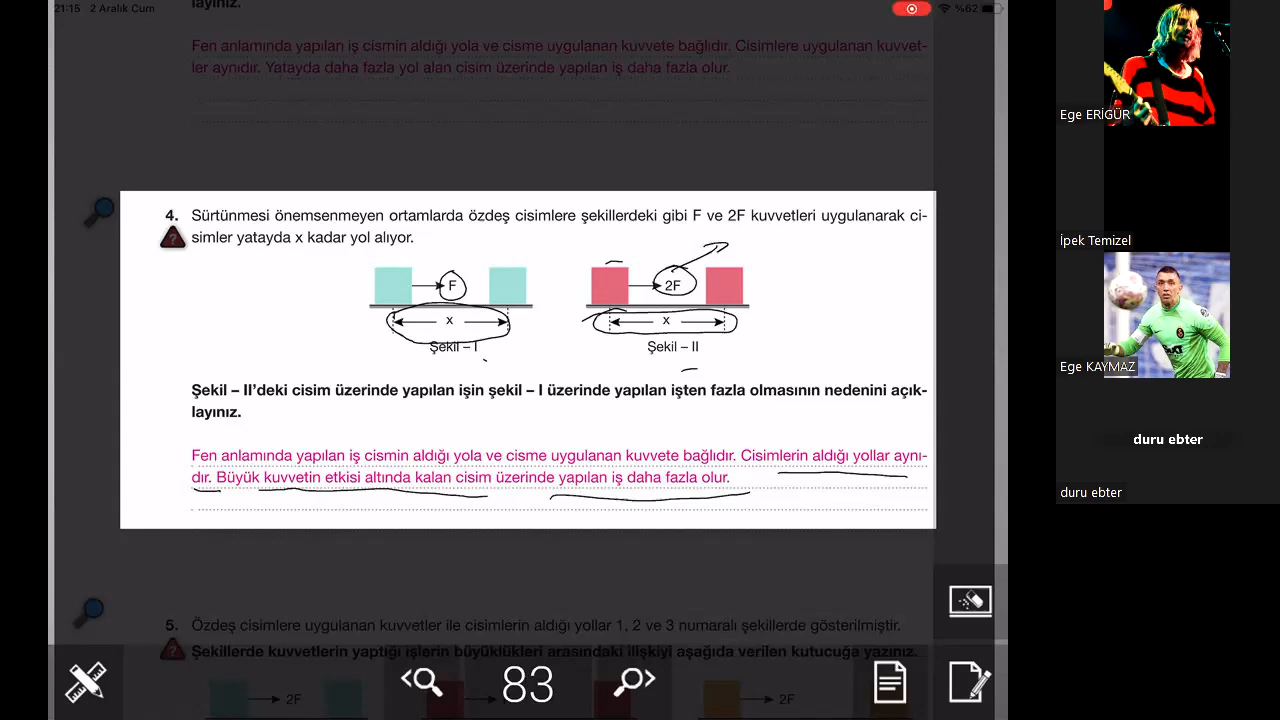 21:15 2 Aralık Cum
%62
layınız.
Fen anlamında yapılan iş cismin aldığı yola ve cisme uygulanan kuvvete bağlıdır. Cisimlere uygulanan kuvvet-
ler aynıdır. Yatayda daha fazla yol alan cisim üzerinde yapılan iş daha fazla olur.
4. Sürtünmesi önemsenmeyen ortamlarda özdeş cisimlere şekillerdeki gibi F ve 2F kuvvetleri uygulanarak ci-
simler yatayda x kadar yol alıyor.
F
2F
x
x
Şekil – I
Şekil – II
Şekil – II'deki cisim üzerinde yapılan işin şekil – I üzerinde yapılan işten fazla olmasının nedenini açık-
layınız.
Fen anlamında yapılan iş cismin aldığı yola ve cisme uygulanan kuvvete bağlıdır. Cisimlerin aldığı yollar aynı-
dır. Büyük kuvvetin etkisi altında kalan cisim üzerinde yapılan iş daha fazla olur.
5. Özdeş cisimlere uygulanan kuvvetler ile cisimlerin aldığı yollar 1, 2 ve 3 numaralı şekillerde gösterilmiştir.
Şekillerde kuvvetlerin yaptığı işlerin büyüklükleri arasındaki ilişkiyi aşağıda verilen kutucuğa yazınız.
2F
2F
83
Ege ERİGÜR
İpek Temizel
Ege KAYMAZ
duru ebter
duru ebter